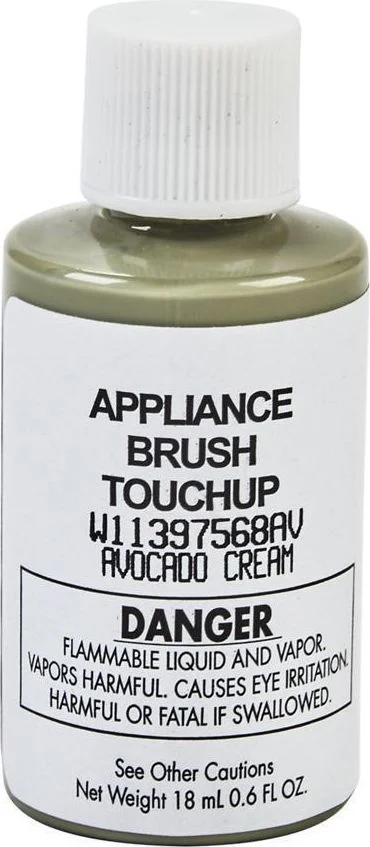 APPLIANCE
BRUSH
TOUCHUP
W11397568AV
AVOCADO CREAM
DANGER
FLAMMABLE LIQUID AND VAPOR.
VAPORS HARMFUL. CAUSES EYE IRRITATION.
HARMFUL OR FATAL IF SWALLOWED.
See Other Cautions
Net Weight 18 mL 0.6 FL OZ.